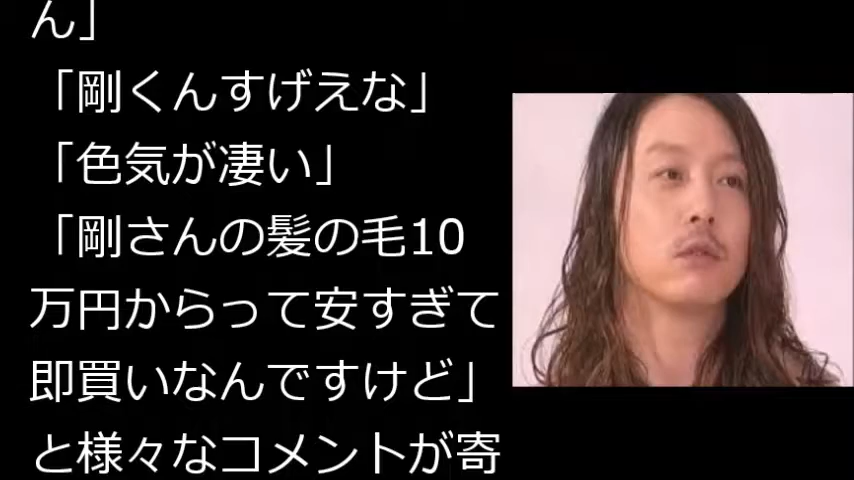 ん」
「剛くんすげえな」
「色気が凄い」
「剛さんの髪の毛10
万円からって安すぎて
即買いなんですけど」
と様々なコメントが寄